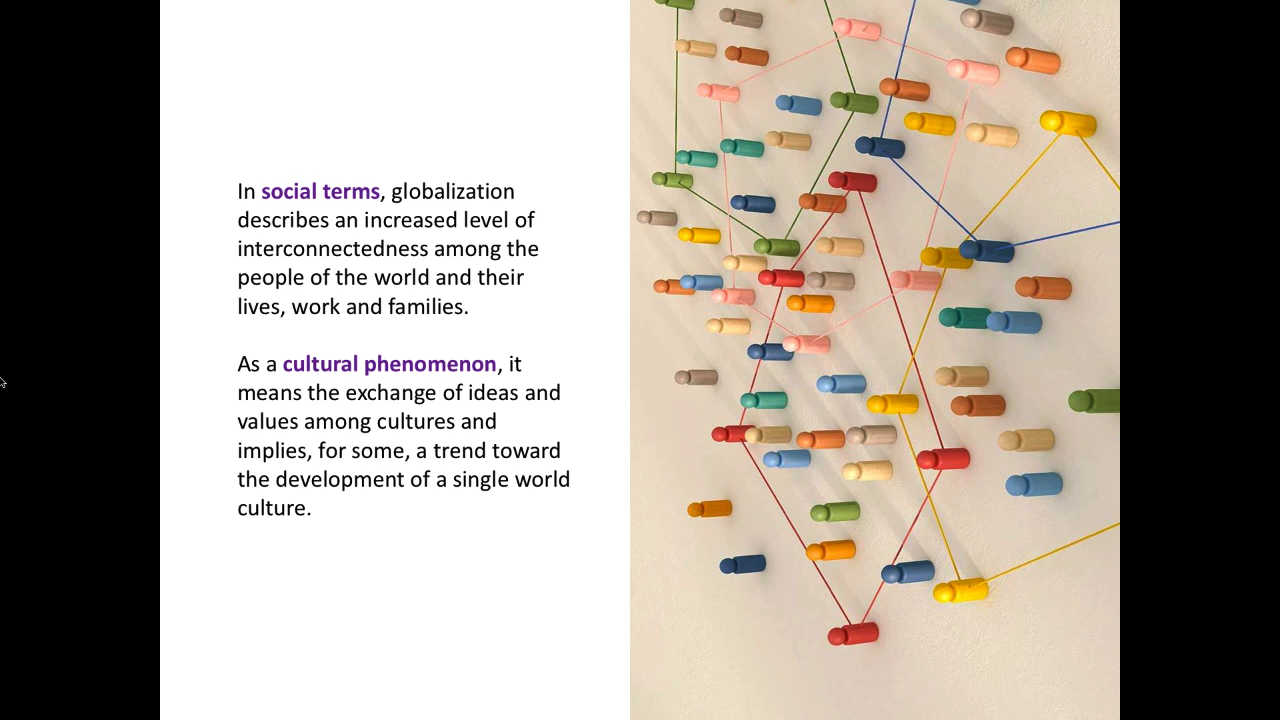 In social terms, globalization
describes an increased level of
interconnectedness among the
people of the world and their
lives, work and families.
As a cultural phenomenon, it
means the exchange of ideas and
values among cultures and
implies, for some, a trend toward
the development of a single world
culture.